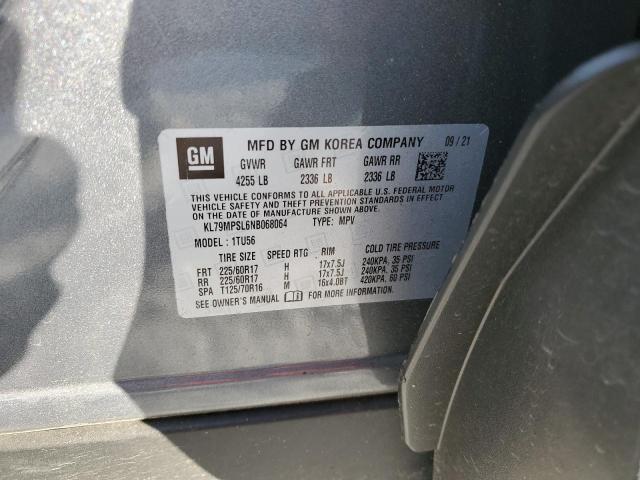 GM
MFD BY GM KOREA COMPANY 09/21
GVWR GAWR FRT GAWR RR
4255 LB 2336 LB 2336 LB
THIS VEHICLE CONFORMS TO ALL APPLICABLE U.S. FEDERAL MOTOR
VEHICLE SAFETY AND THEFT PREVENTION STANDARDS IN EFFECT
ON THE DATE OF MANUFACTURE SHOWN ABOVE.
KL79MPSL6NB068064 TYPE: MPV
MODEL: 1TU56
TIRE SIZE SPEED RTG RIM COLD TIRE PRESSURE
FRT 225/60R17 H 17x7.5J 240KPA, 35 PSI
RR 225/60R17 H 17x7.5J 240KPA, 35 PSI
SPA T125/70R16 M 16x4.0BT 420KPA, 60 PSI
SEE OWNER'S MANUAL FOR MORE INFORMATION.